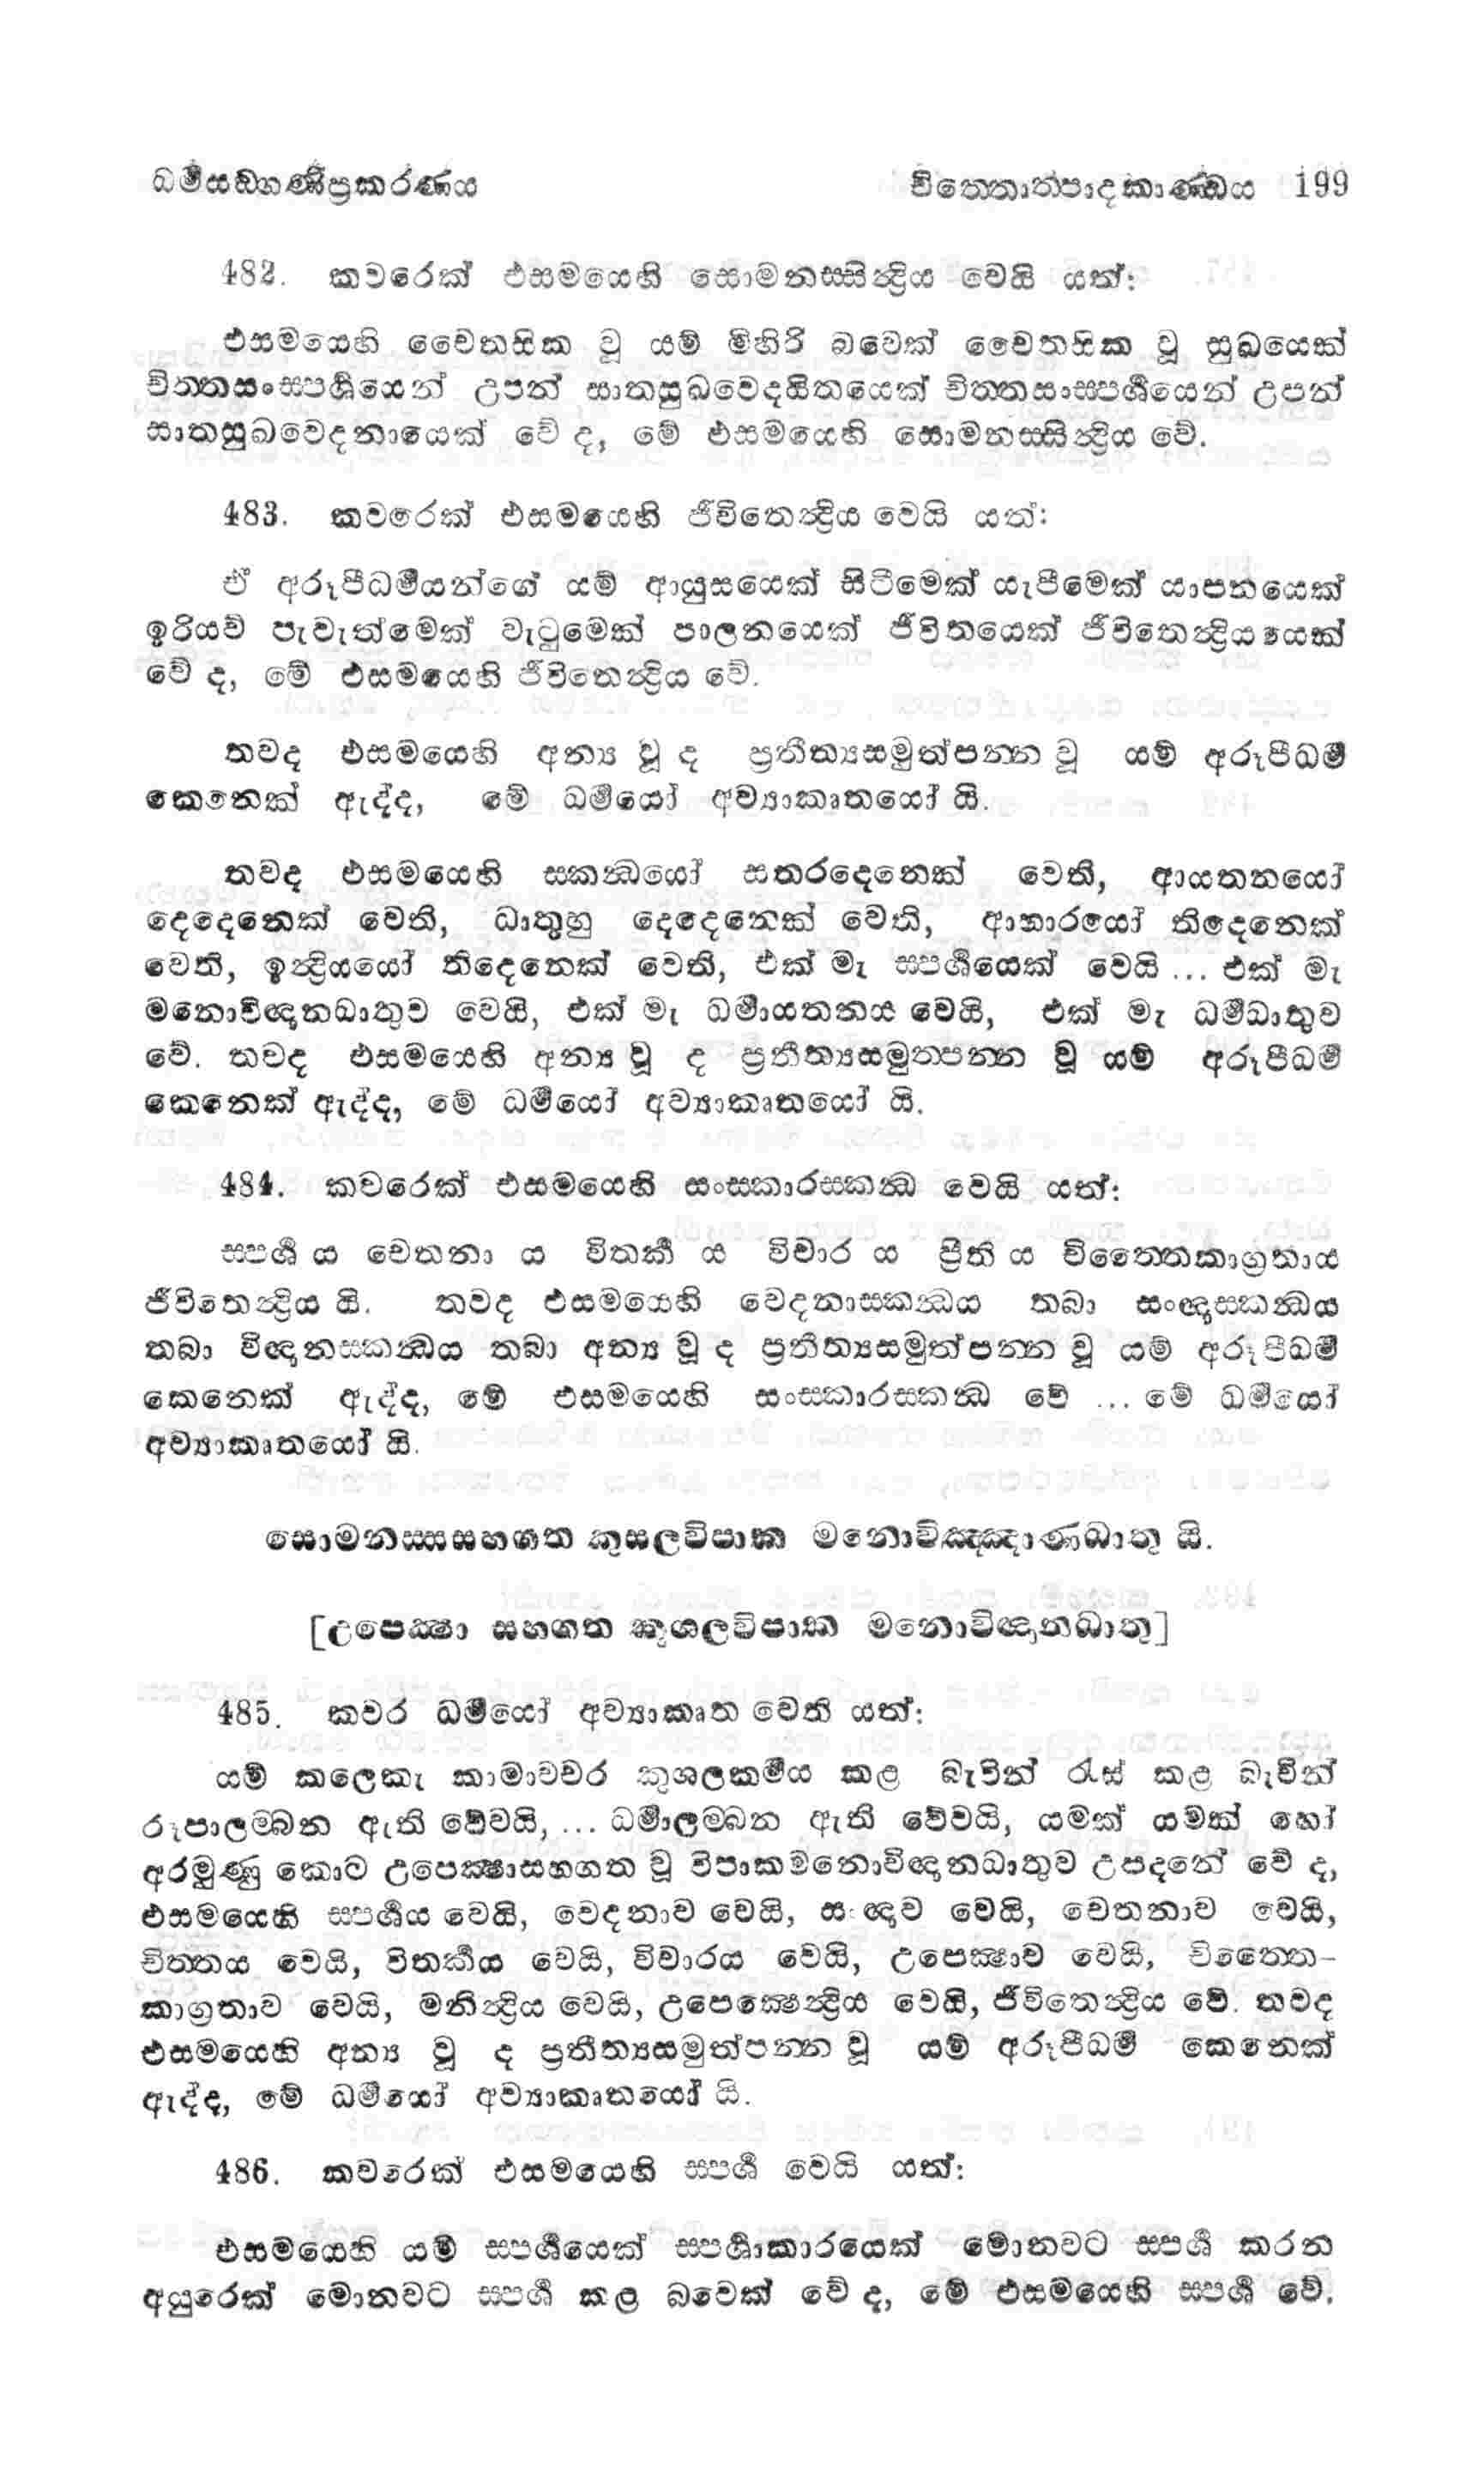 ධර්‍මසඞ්ගණිප්‍රකරණය චිත්තොත්පාදකාණ්ඩය 199
482. කවරෙක් එසමයෙහි සොමනස්සින්‍ද්‍රිය වෙයි යත්:
එසමයෙහි චෛතසික වූ යම් මිහිරි බවෙක් චෛතසික වූ සුඛයෙක්
චිත්තසංස්පර්‍ශයෙන් උපන් සාතසුඛවෙදයිතයෙක් චිත්තසංස්පර්‍ශයෙන් උපන්
සාතසුඛවෙදනායෙක් වේ ද, මේ එසමයෙහි සොමනස්සින්‍ද්‍රිය වේ.
483. කවරෙක් එසමයෙහි ජීවිතෙන්‍ද්‍රිය වෙයි යත්:
ඒ අරූපීධර්‍මයන්ගේ යම් ආයුසයෙක් සිටීමෙක් යැපීමෙක් යාපනයෙක්
ඉරියව් පැවැත්මෙක් වැටුමෙක් පාලනයෙක් ජීවිතයෙක් ජීවිතෙන්‍ද්‍රියයෙක්
වේ ද, මේ එසමයෙහි ජීවිතෙන්‍ද්‍රිය වේ.
තවද එසමයෙහි අන්‍ය වූ ද ප්‍රතීත්‍යසමුත්පන්න වූ යම් අරූපීධර්‍ම
කෙනෙක් ඇද්ද, මේ ධර්‍මයෝ අව්‍යාකෘතයෝ යි.
තවද එසමයෙහි ස්කන්‍ධයෝ සතරදෙනෙක් වෙති, ආයතනයෝ
දෙදෙනෙක් වෙති, ධාතුහු දෙදෙනෙක් වෙති, ආහාරයෝ තිදෙනෙක්
වෙති, ඉන්‍ද්‍රියයෝ තිදෙනෙක් වෙති, එක් මැ ස්පර්‍ශයෙක් වෙයි ... එක් මැ
මනොවිඥානධාතුව වෙයි, එක් මැ ධර්‍මායතනය වෙයි, එක් මැ ධර්‍මධාතුව
වේ. තවද එසමයෙහි අන්‍ය වූ ද ප්‍රතීත්‍යසමුත්පන්න වූ යම් අරූපීධර්‍ම
කෙනෙක් ඇද්ද, මේ ධර්‍මයෝ අව්‍යාකෘතයෝ යි.
484. කවරෙක් එසමයෙහි සංස්කාරස්කන්‍ධ වෙයි යත්:
ස්පර්‍ශ ය චෙතනා ය විතර්‍ක ය විචාර ය ප්‍රීති ය චිත්තෛකාග්‍රතාය
ජීවිතෙන්‍ද්‍රිය යි. තවද එසමයෙහි වෙදනාස්කන්‍ධය තබා සංඥාස්කන්‍ධය
තබා විඥානස්කන්‍ධය තබා අන්‍ය වූ ද ප්‍රතීත්‍යසමුත්පන්න වූ යම් අරූපීධර්‍ම
කෙනෙක් ඇද්ද, මේ එසමයෙහි සංස්කාරස්කන්‍ධ වේ ... මේ ධර්‍මයෝ
අව්‍යාකෘතයෝ යි.
සොමනස්සසහගත කුසලවිපාක මනොවිඤ්ඤාණධාතු යි.
[උපෙක්‍ෂා සහගත කුශලවිපාක මනොවිඥානධාතු]
485. කවර ධර්‍මයෝ අව්‍යාකෘත වෙති යත්:
යම් කලෙකැ කාමාවචර කුශලකර්‍මය කළ බැවින් රැස් කළ බැවින්
රූපාලම්බන ඇති වේවයි, ... ධර්‍මාලම්බන ඇති වේවයි, යමක් යමක් හෝ
අරමුණු කොට උපෙක්‍ෂාසහගත වූ විපාකමනොවිඥානධාතුව උපදනේ වේ ද,
එසමයෙහි ස්පර්‍ශය වෙයි, වෙදනාව වෙයි, සංඥාව වෙයි, චෙතනාව වෙයි,
චිත්තය වෙයි, විතර්‍කය වෙයි, විචාරය වෙයි, උපෙක්‍ෂාව වෙයි, චිත්තෛ-
කාග්‍රතාව වෙයි, මනින්‍ද්‍රිය වෙයි, උපෙක්‍ෂෙන්‍ද්‍රිය වෙයි, ජීවිතෙන්‍ද්‍රිය වේ. තවද
එසමයෙහි අන්‍ය වූ ද ප්‍රතීත්‍යසමුත්පන්න වූ යම් අරූපීධර්‍ම කෙනෙක්
ඇද්ද, මේ ධර්‍මයෝ අව්‍යාකෘතයෝ යි.
486. කවරෙක් එසමයෙහි ස්පර්‍ශ වෙයි යත්:
එසමයෙහි යම් ස්පර්‍ශයෙක් ස්පර්‍ශාකාරයෙක් මොනවට ස්පර්‍ශ කරන
අයුරෙක් මොනවට ස්පර්‍ශ කළ බවෙක් වේ ද, මේ එසමයෙහි ස්පර්‍ශ වේ.